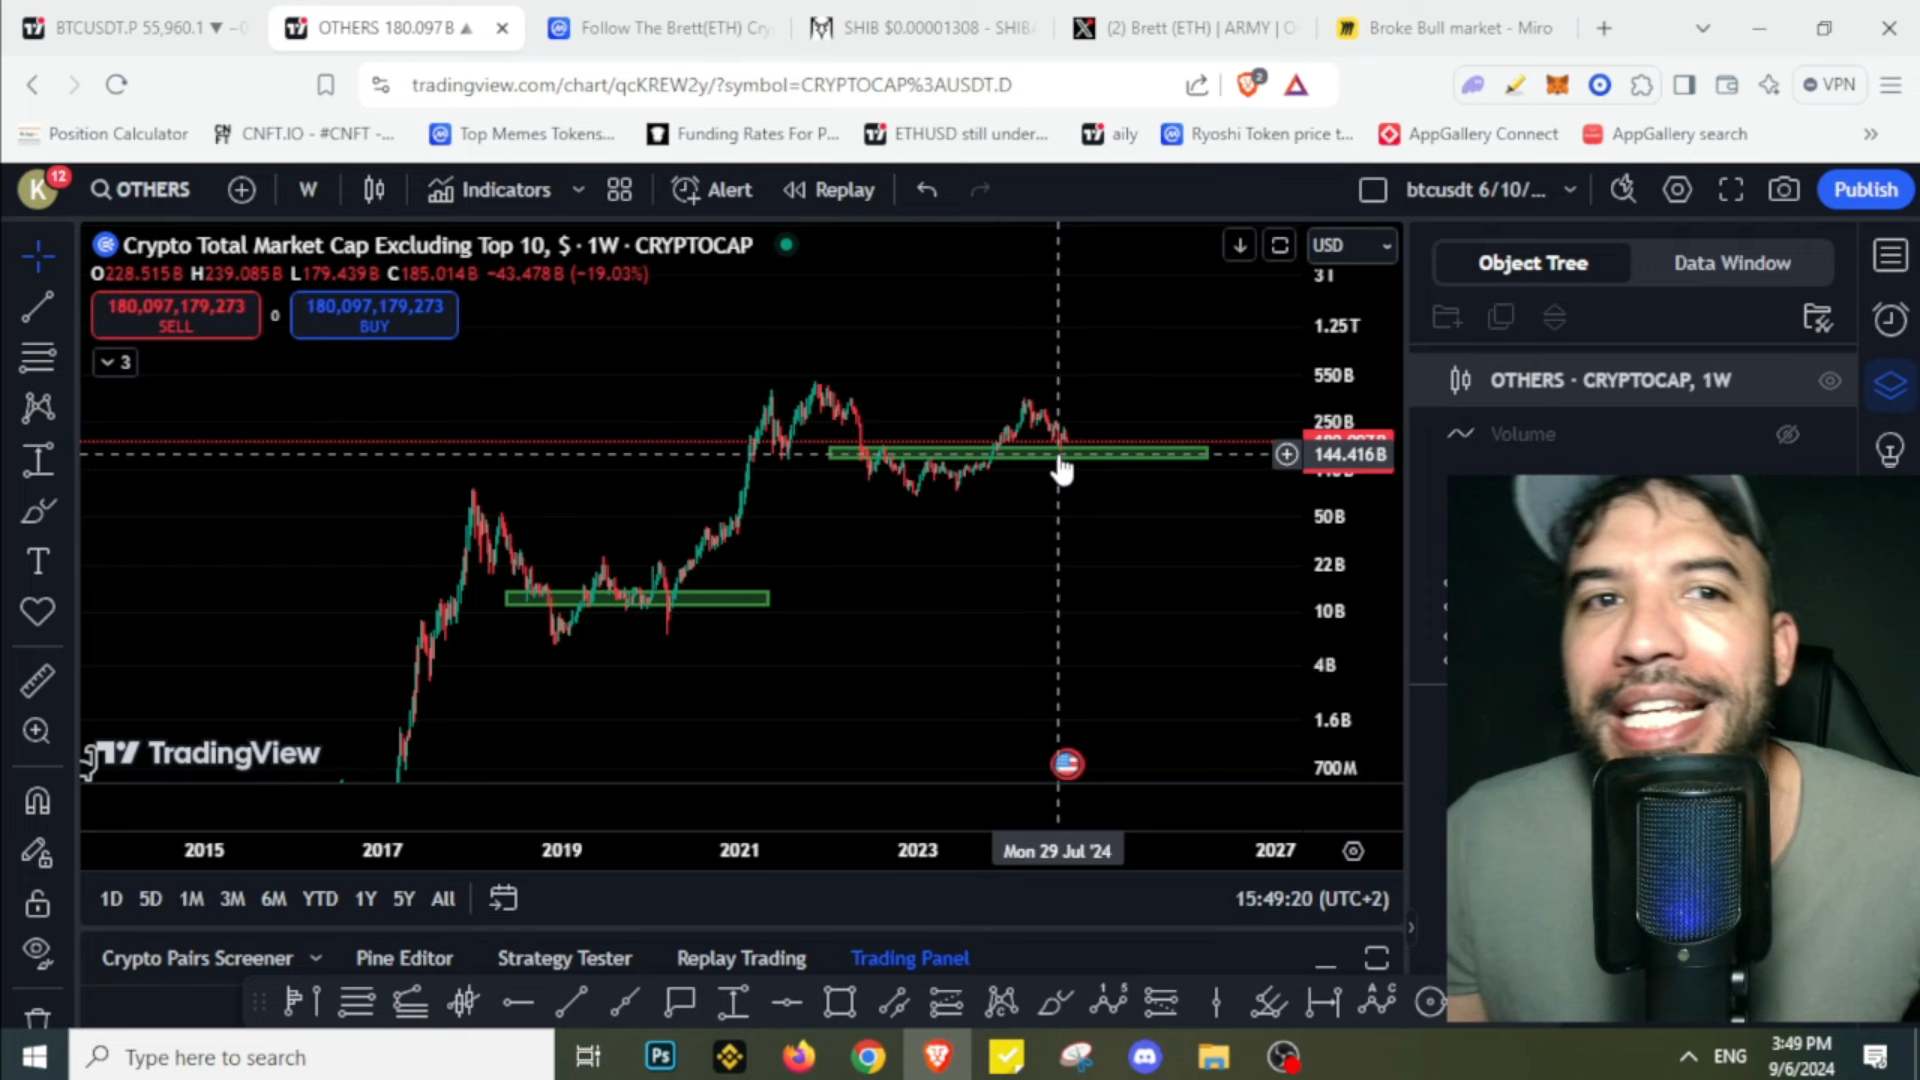 BTCUSDT.P 55,960.1 ▼ −0
OTHERS 180.097 B ▲
Follow The Brett(ETH) Cry
SHIB $0.00001308 - SHIBA
(2) Brett (ETH) | ARMY | O
Broke Bull market - Miro
tradingview.com/chart/qcKREW2y/?symbol=CRYPTOCAP%3AUSDT.D
2
VPN
Position Calculator
CNFT.IO - #CNFT -...
Top Memes Tokens...
Funding Rates For P...
ETHUSD still under...
aily
Ryoshi Token price t...
AppGallery Connect
AppGallery search
K
12
OTHERS
W
Indicators
Alert
Replay
btcusdt 6/10/...
Publish
Crypto Total Market Cap Excluding Top 10, $ · 1W · CRYPTOCAP
USD
O228.515B H239.085B L179.439B C185.014B −43.478B (−19.03%)
180,097,179,273
SELL
0
180,097,179,273
BUY
3
Object Tree
Data Window
OTHERS · CRYPTOCAP, 1W
Volume
3T
1.25T
550B
250B
144.416B
50B
22B
10B
4B
1.6B
700M
TradingView
2015
2017
2019
2021
2023
Mon 29 Jul '24
2027
1D 5D 1M 3M 6M YTD 1Y 5Y All
15:49:20 (UTC+2)
Crypto Pairs Screener
Pine Editor
Strategy Tester
Replay Trading
Trading Panel
Type here to search
Ps
ENG
3:49 PM
9/6/2024